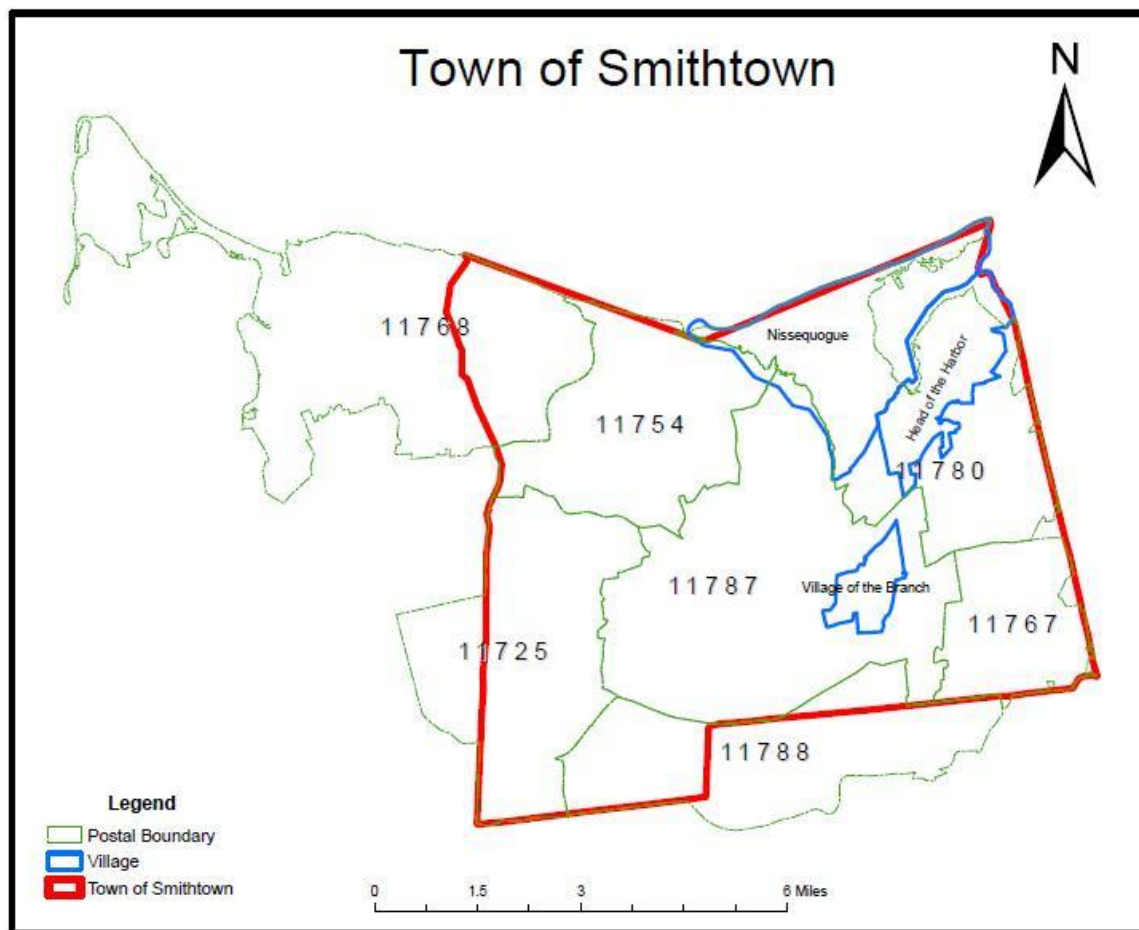 Town of Smithtown
N
11768
Nissequogue
Head of the Harbor
11754
11780
11787
Village of the Branch
11767
11725
11788
Legend
Postal Boundary
Village
Town of Smithtown
0 1.5 3 6 Miles